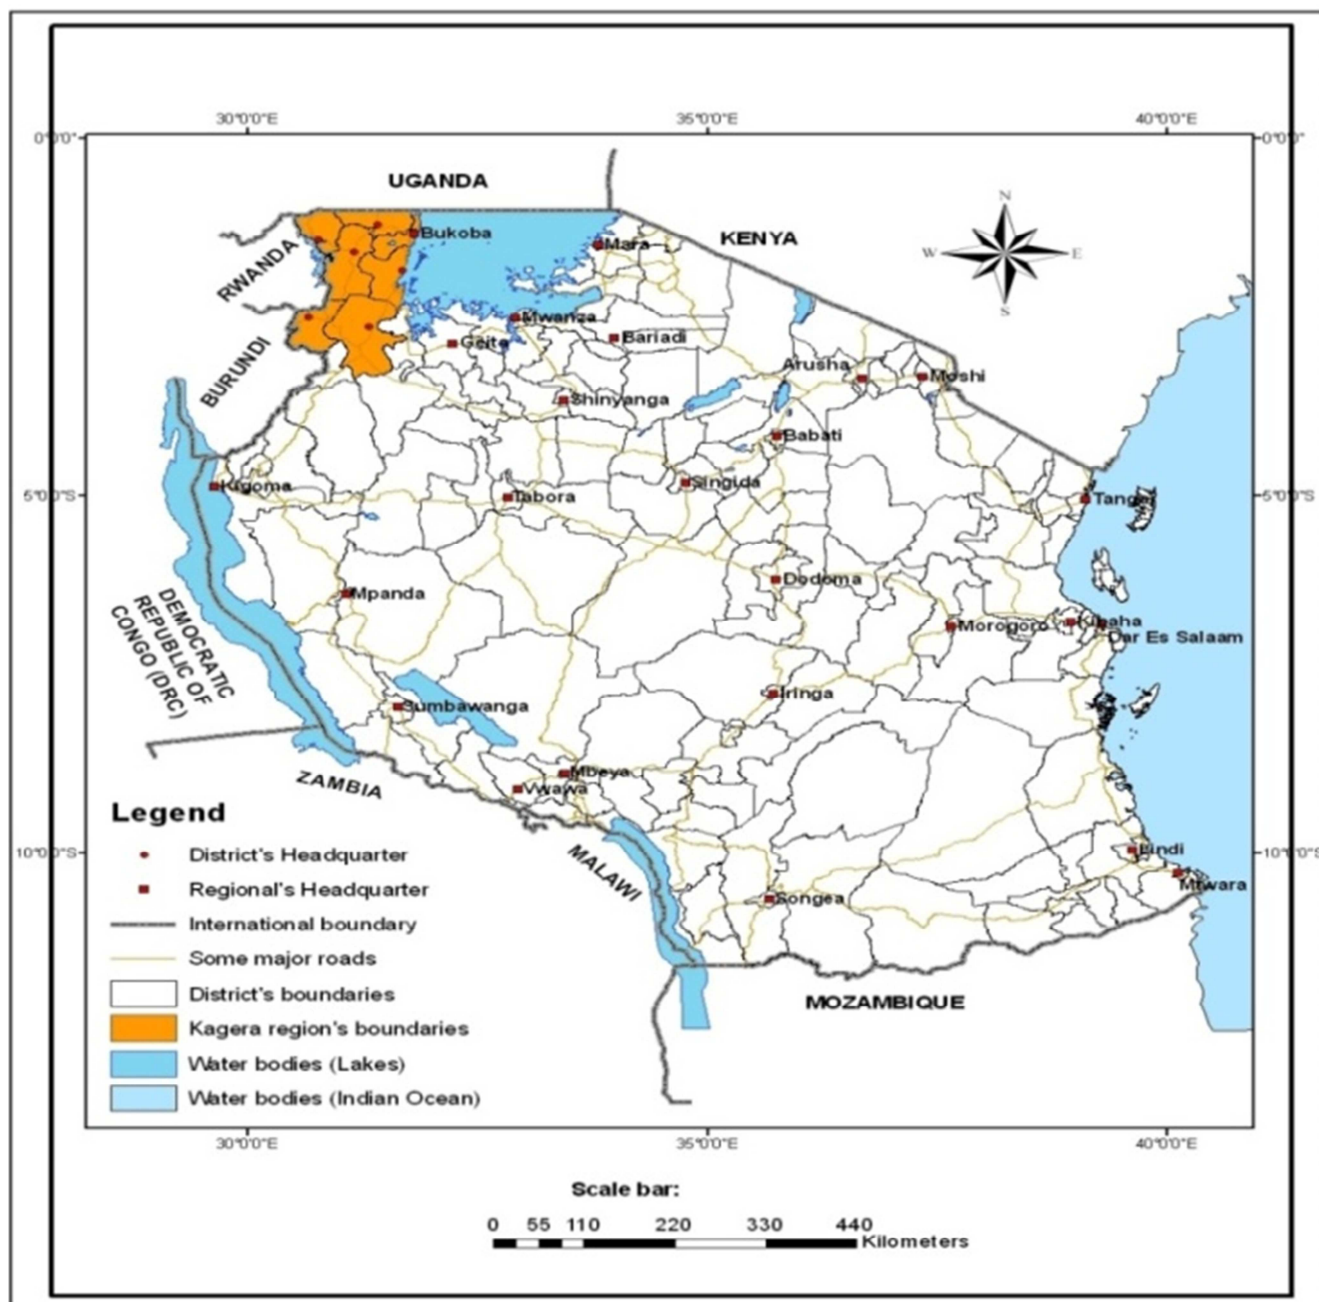 30°0'0"E 35°0'0"E 40°0'0"E
0°0'0" 0°0'0"
UGANDA
N
KENYA
W E
S
RWANDA
Bukoba
Mara
BURUNDI
Mwanza
Geita
Bariadi
Arusha
Moshi
Shinyanga
Babati
Kigoma
Tabora
Singida
Tanga
5°0'0"S 5°0'0"S
Dodoma
Mpanda
DEMOCRATIC
REPUBLIC OF
CONGO (DRC)
Morogoro
Kibaha
Dar Es Salaam
Iringa
Sumbawanga
Mbeya
Vwawa
ZAMBIA
MALAWI
Lindi
10°0'0"S 10°0'0"S
Mtwara
Songea
MOZAMBIQUE
Legend
District's Headquarter
Regional's Headquarter
International boundary
Some major roads
District's boundaries
Kagera region's boundaries
Water bodies (Lakes)
Water bodies (Indian Ocean)
30°0'0"E 35°0'0"E 40°0'0"E
Scale bar:
0 55 110 220 330 440
Kilometers